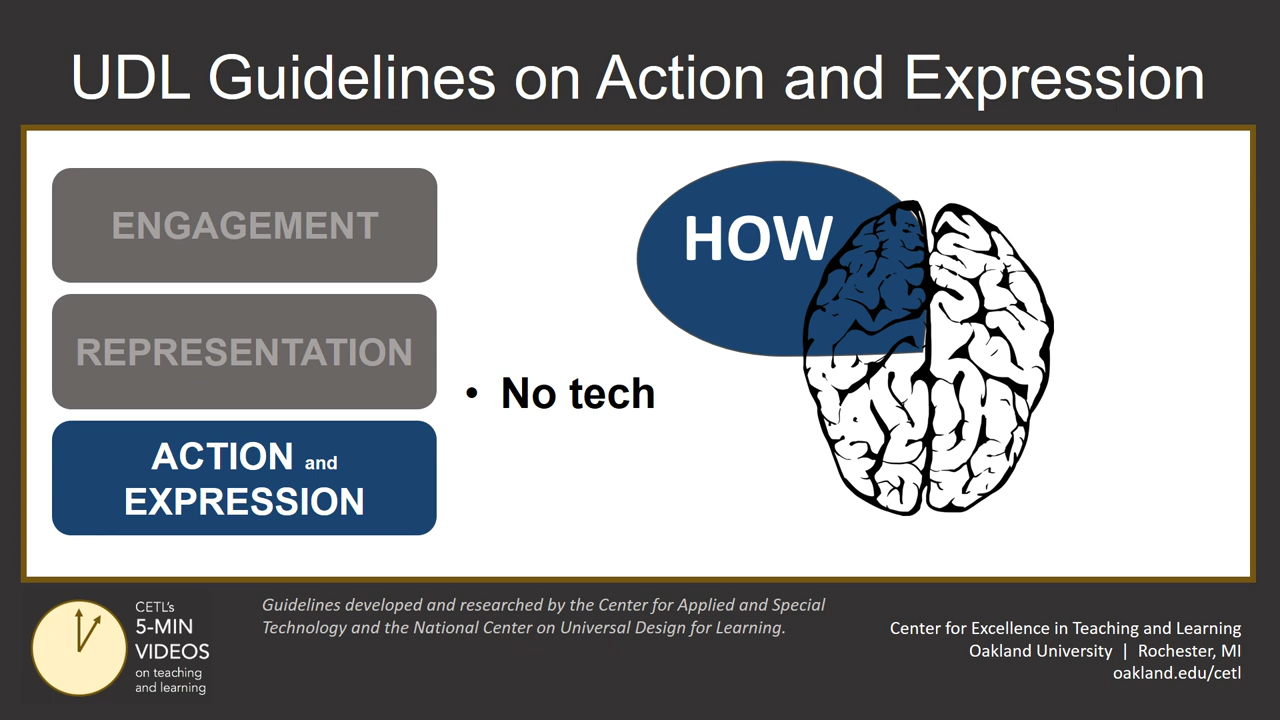 UDL Guidelines on Action and Expression
ENGAGEMENT
REPRESENTATION
ACTION and
EXPRESSION
• No tech
HOW
CETL's
5-MIN
VIDEOS
on teaching
and learning
Guidelines developed and researched by the Center for Applied and Special
Technology and the National Center on Universal Design for Learning.
Center for Excellence in Teaching and Learning
Oakland University | Rochester, MI
oakland.edu/cetl